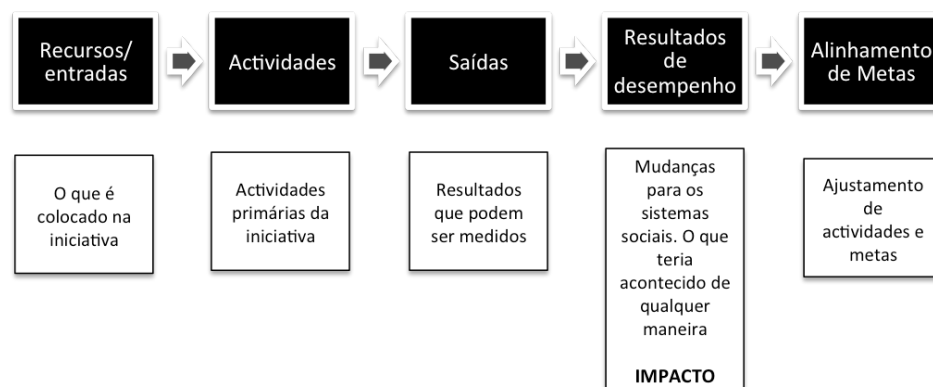 Recursos/
entradas
Actividades
Saídas
Resultados
de
desempenho
Alinhamento
de Metas
O que é
colocado na
iniciativa
Actividades
primárias da
iniciativa
Resultados
que podem
ser medidos
Mudanças
para os
sistemas
sociais. O que
teria
acontecido de
qualquer
maneira
IMPACTO
Ajustamento
de
actividades e
metas